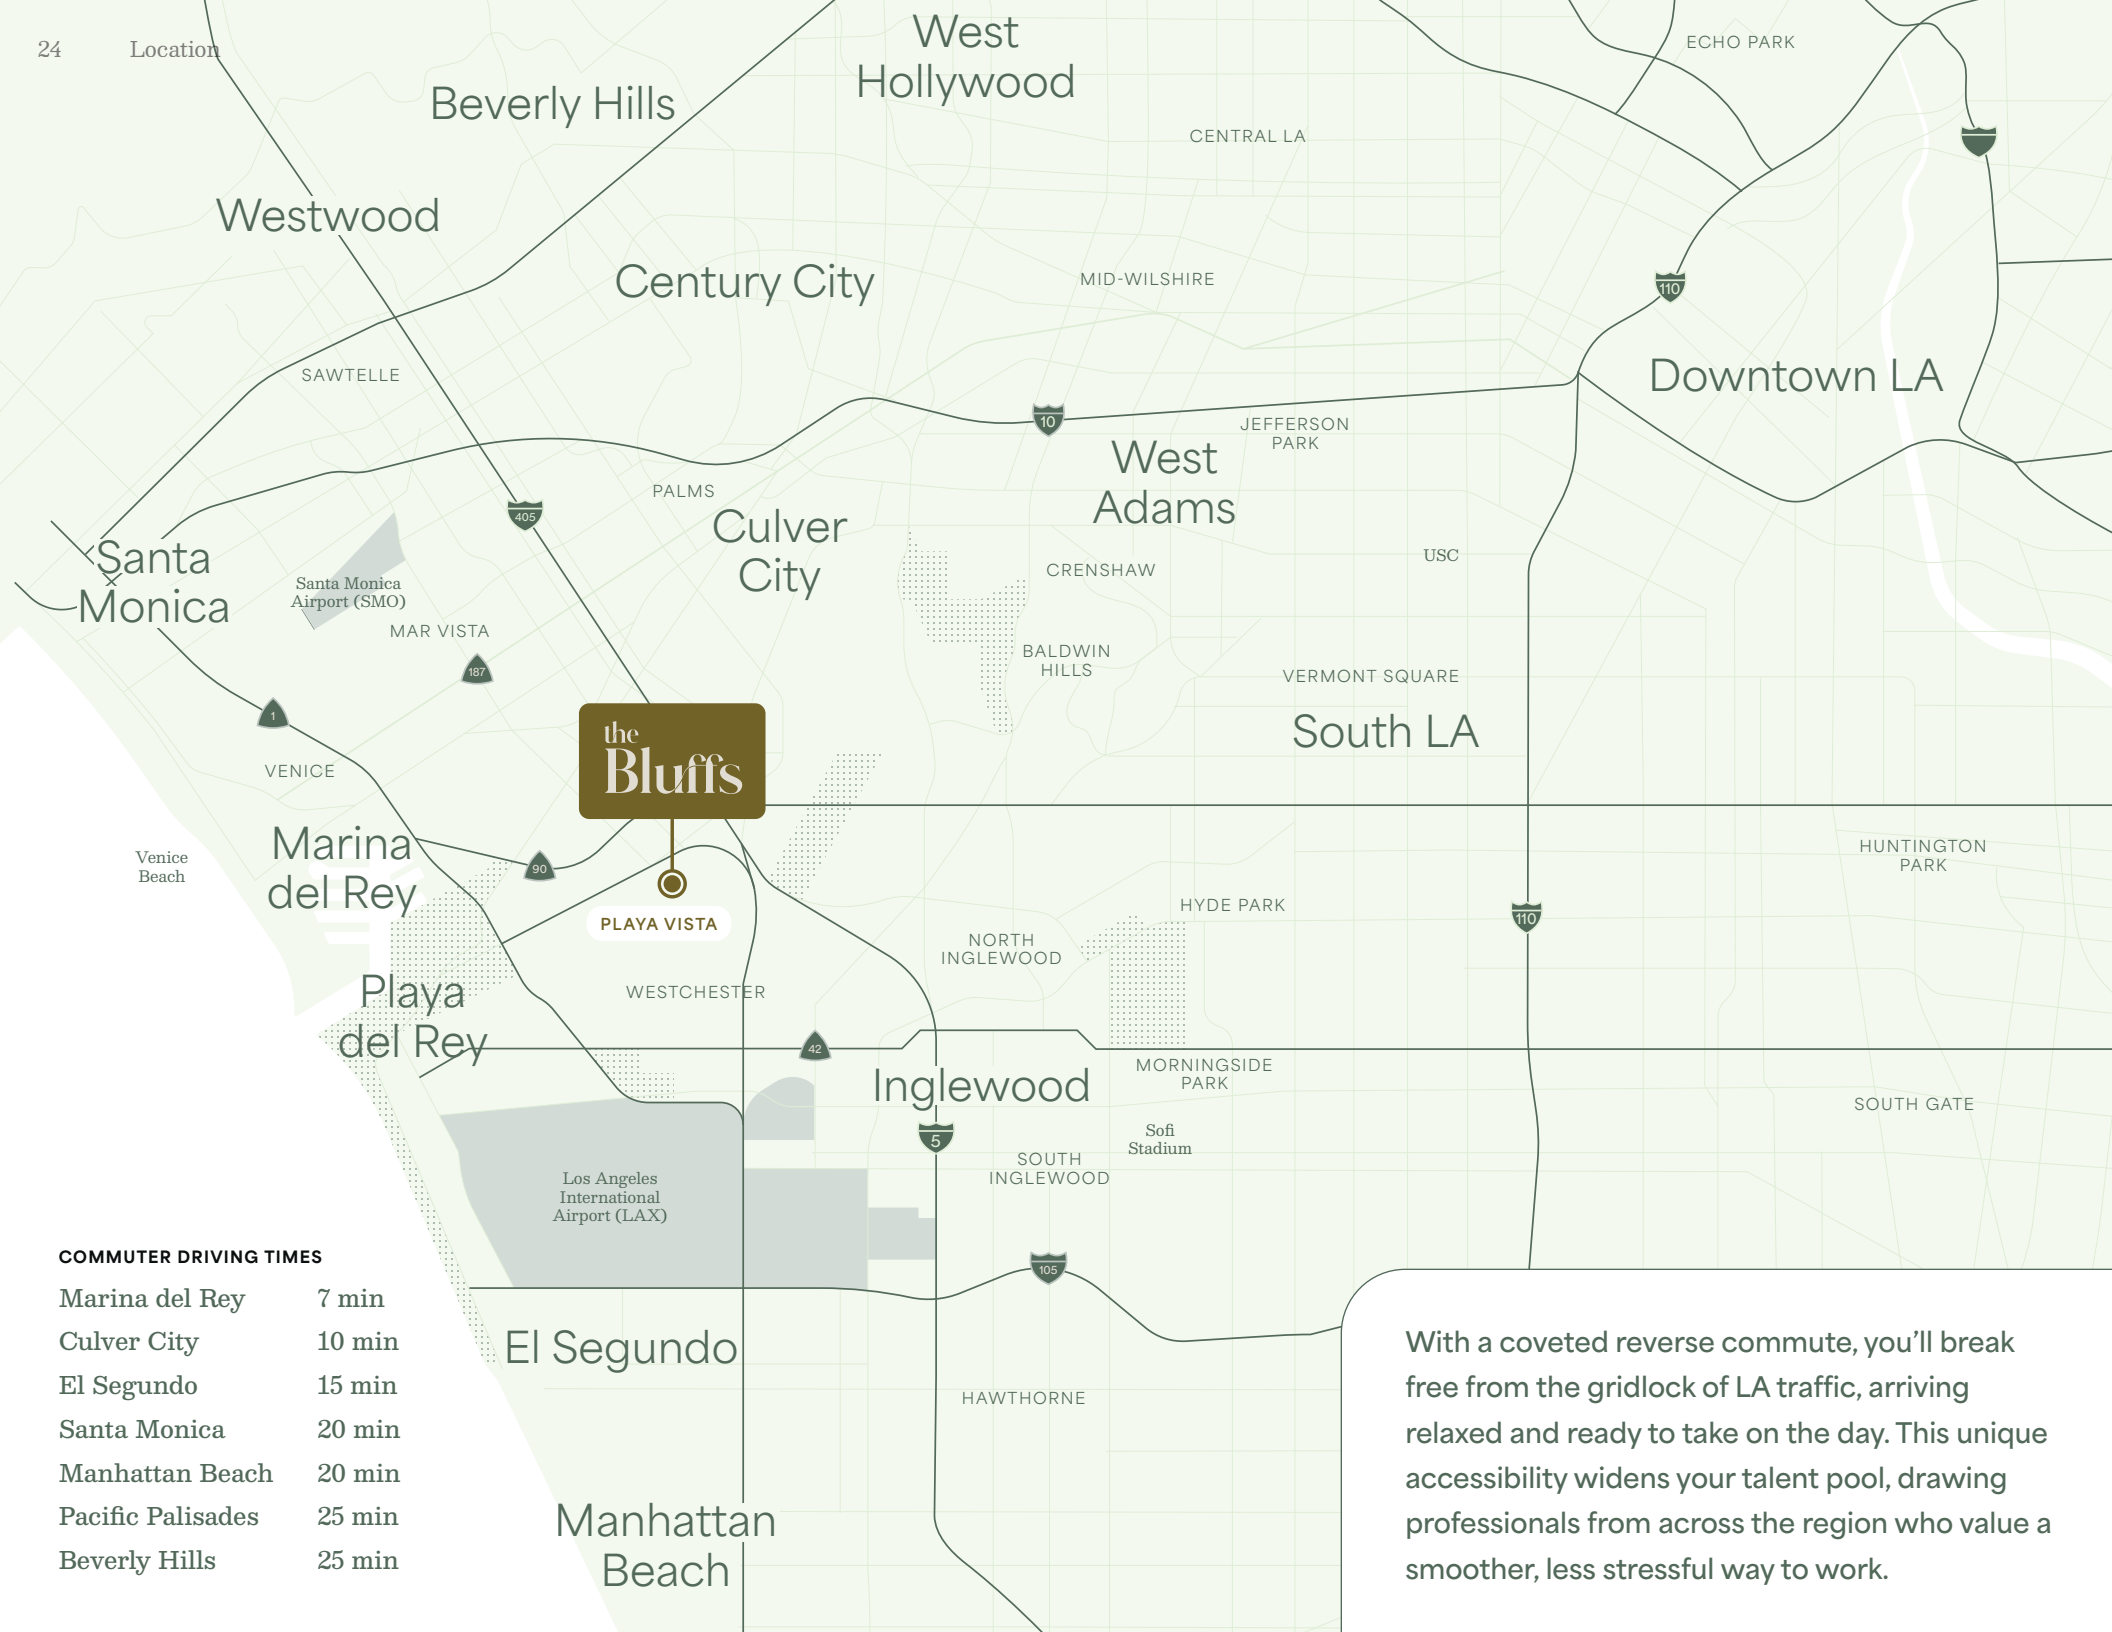 24
Location
West
Hollywood
ECHO PARK
Beverly Hills
CENTRAL LA
Westwood
Century City
MID-WILSHIRE
110
Downtown LA
SAWTELLE
10
JEFFERSON
PARK
West
Adams
PALMS
405
Culver
City
Santa
Monica
Santa Monica
Airport (SMO)
CRENSHAW
USC
MAR VISTA
187
BALDWIN
HILLS
VERMONT SQUARE
South LA
1
the
Bluffs
VENICE
Marina
del Rey
Venice
Beach
90
PLAYA VISTA
HUNTINGTON
PARK
HYDE PARK
110
NORTH
INGLEWOOD
Playa
del Rey
WESTCHESTER
42
Inglewood
MORNINGSIDE
PARK
SOUTH GATE
5
Sofi
Stadium
SOUTH
INGLEWOOD
Los Angeles
International
Airport (LAX)
105
El Segundo
HAWTHORNE
Manhattan
Beach
COMMUTER DRIVING TIMES
Marina del Rey 7 min
Culver City 10 min
El Segundo 15 min
Santa Monica 20 min
Manhattan Beach 20 min
Pacific Palisades 25 min
Beverly Hills 25 min
With a coveted reverse commute, you’ll break
free from the gridlock of LA traffic, arriving
relaxed and ready to take on the day. This unique
accessibility widens your talent pool, drawing
professionals from across the region who value a
smoother, less stressful way to work.